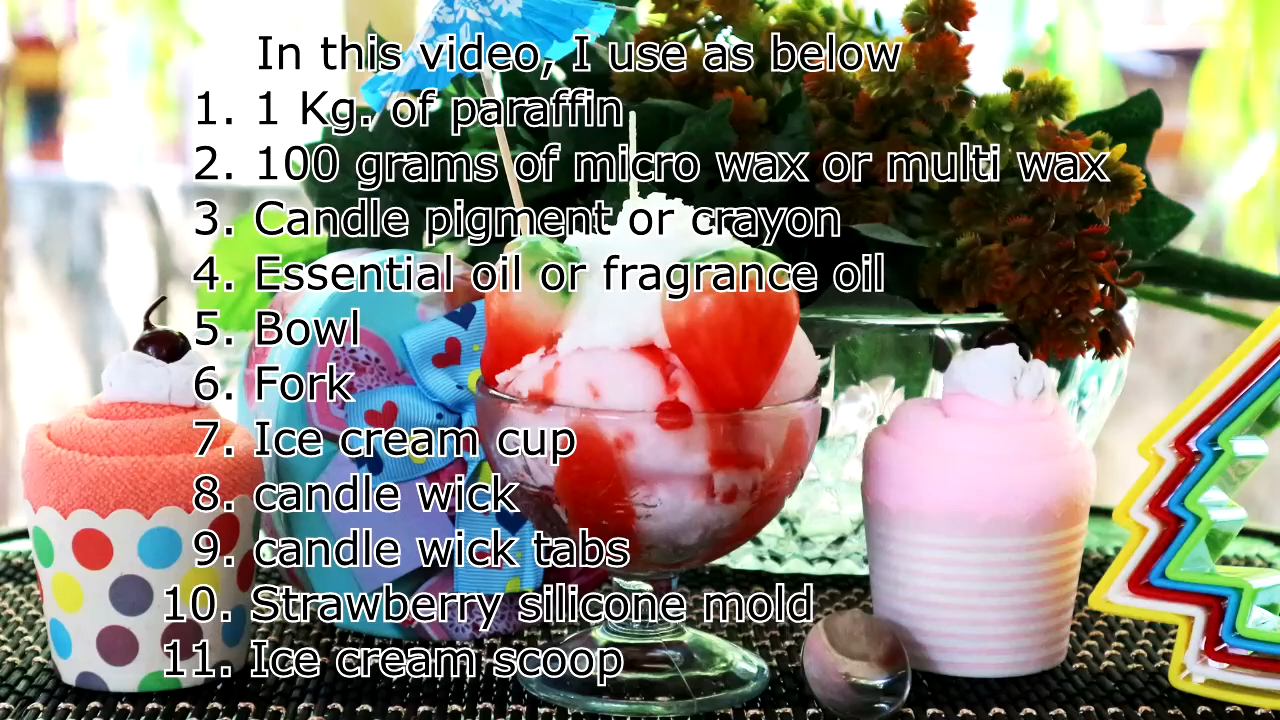 In this video, I use as below
1. 1 Kg. of paraffin
2. 100 grams of micro wax or multi wax
3. Candle pigment or crayon
4. Essential oil or fragrance oil
5. Bowl
6. Fork
7. Ice cream cup
8. candle wick
9. candle wick tabs
10. Strawberry silicone mold
11. Ice cream scoop